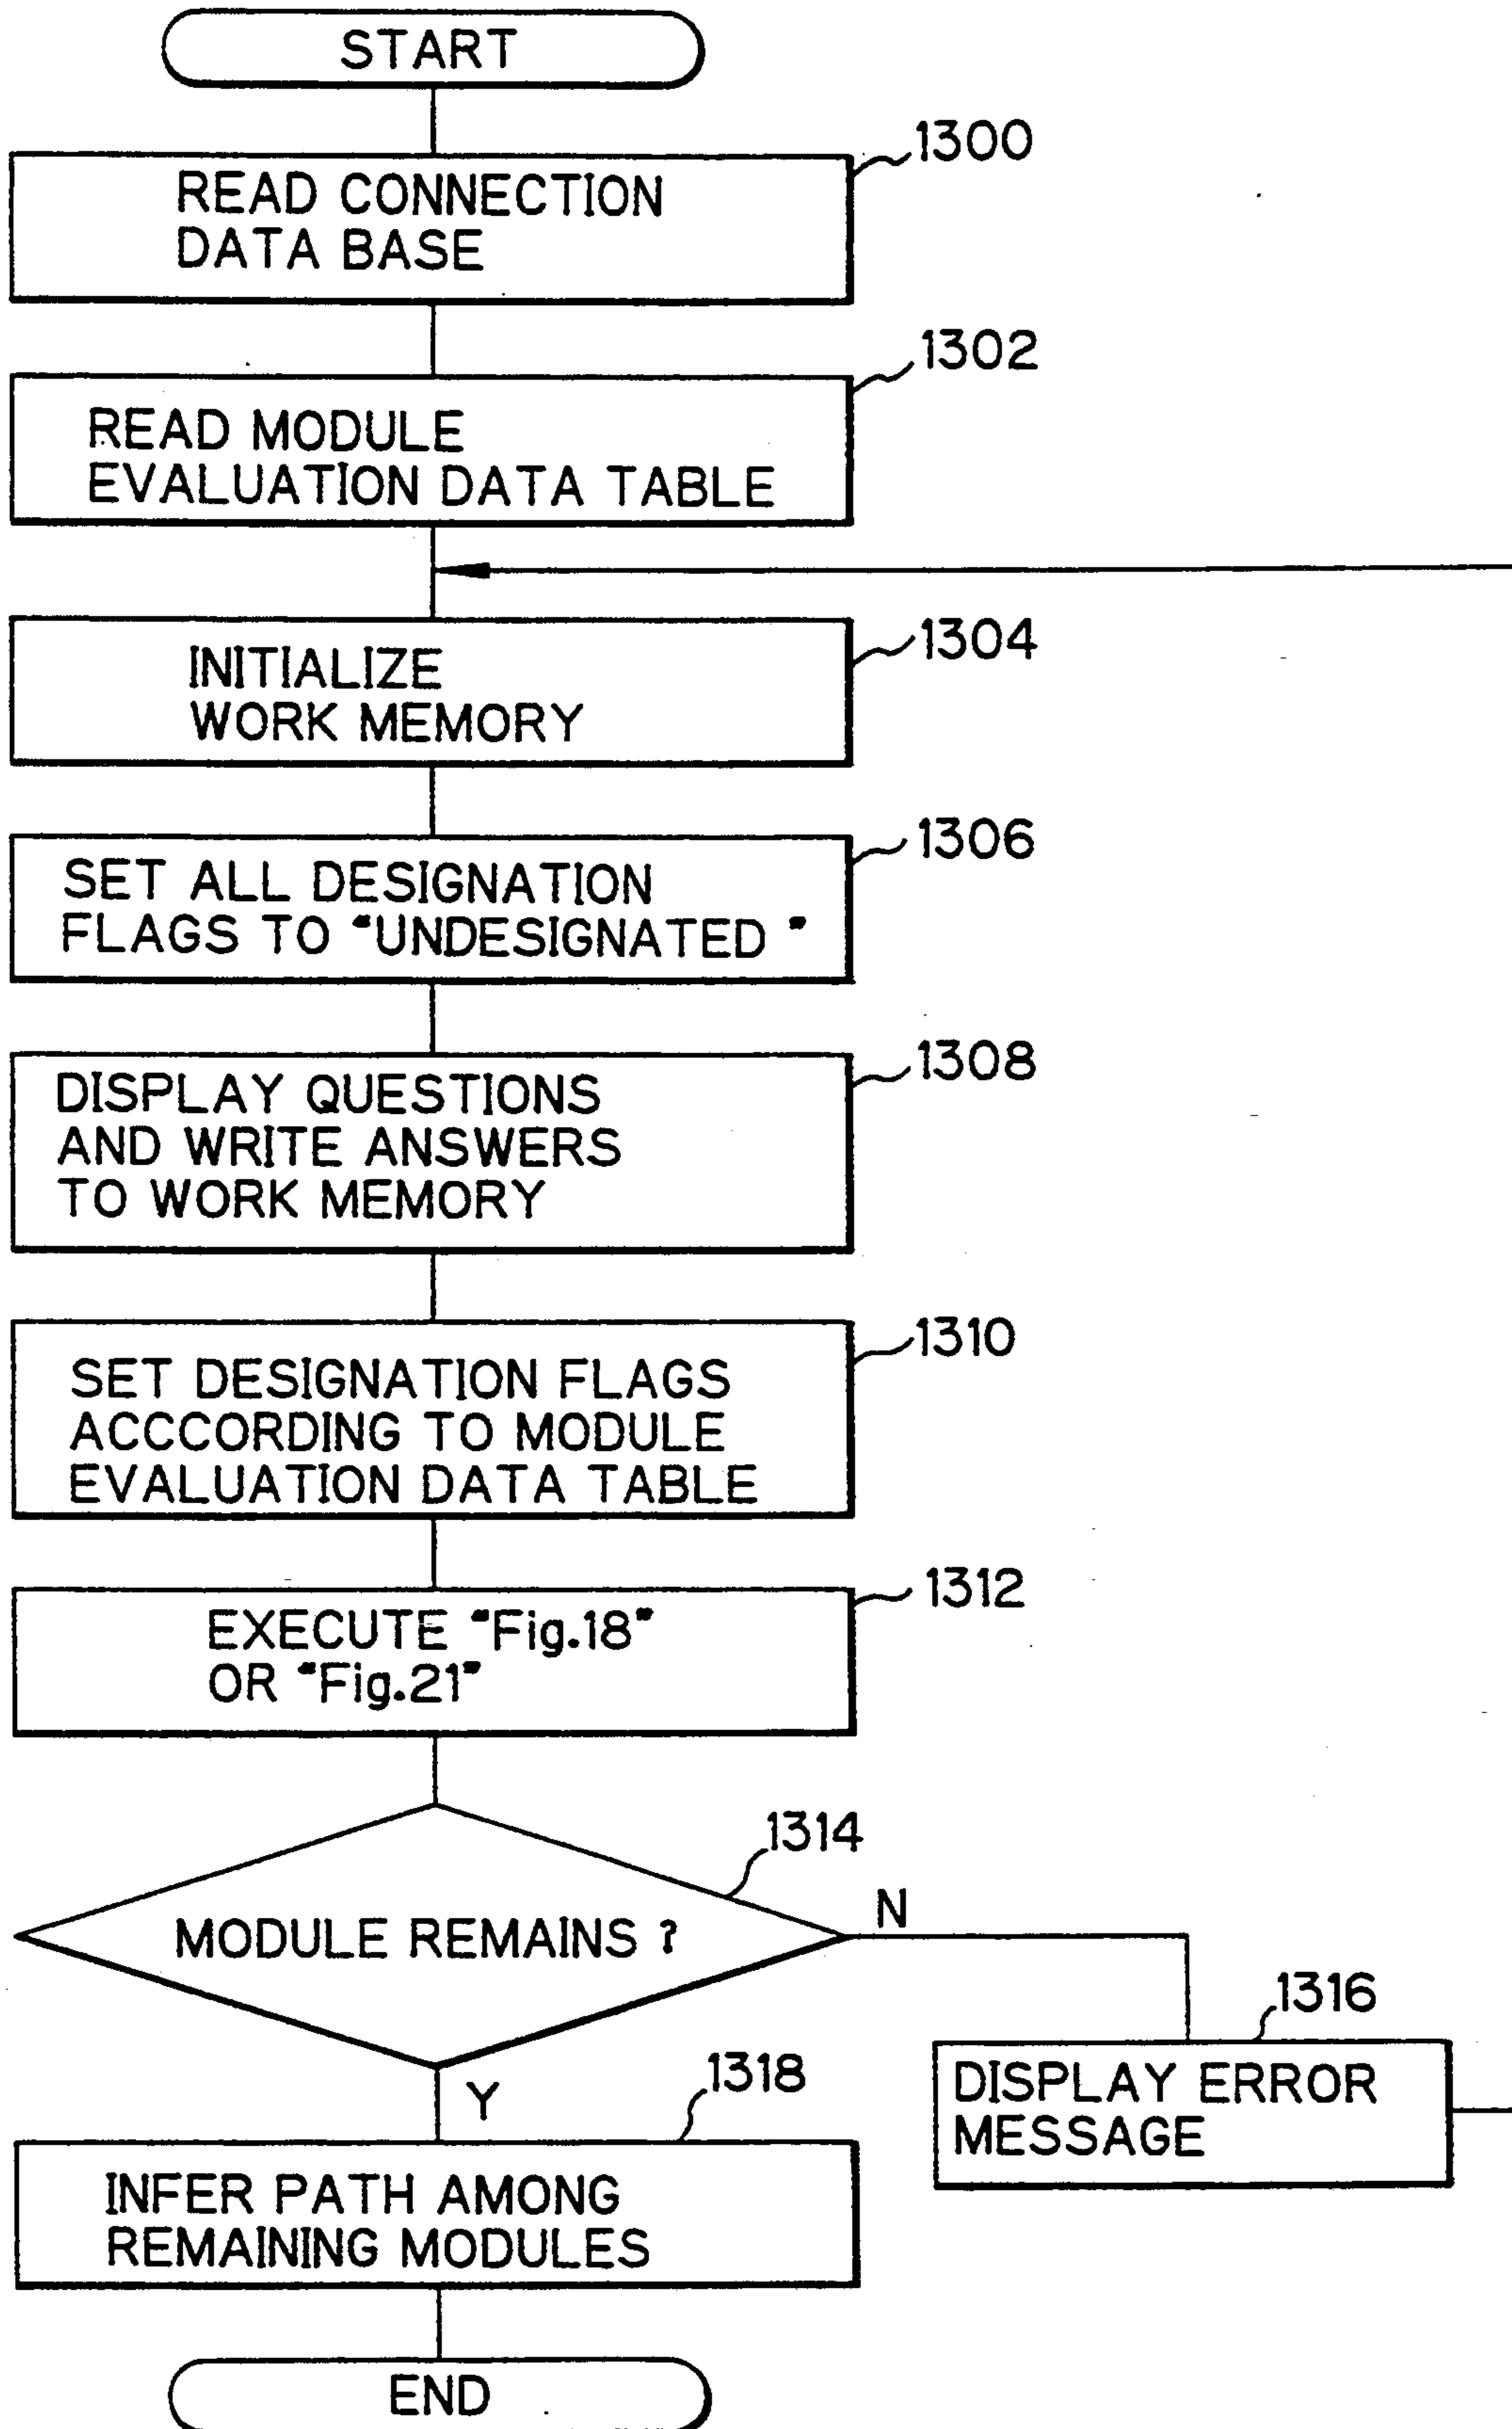 START
1300
READ CONNECTION
DATA BASE
1302
READ MODULE
EVALUATION DATA TABLE
1304
INITIALIZE
WORK MEMORY
1306
SET ALL DESIGNATION
FLAGS TO "UNDESIGNATED"
1308
DISPLAY QUESTIONS
AND WRITE ANSWERS
TO WORK MEMORY
1310
SET DESIGNATION FLAGS
ACCCORDING TO MODULE
EVALUATION DATA TABLE
1312
EXECUTE "Fig.18"
OR "Fig.21"
1314
MODULE REMAINS ?
N
1316
DISPLAY ERROR
MESSAGE
Y
1318
INFER PATH AMONG
REMAINING MODULES
END